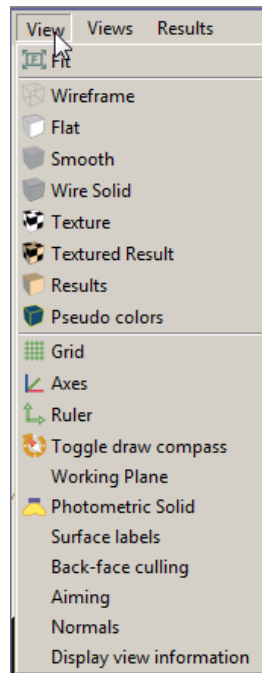 View Views Results
Fit
Wireframe
Flat
Smooth
Wire Solid
Texture
Textured Result
Results
Pseudo colors
Grid
Axes
Ruler
Toggle draw compass
Working Plane
Photometric Solid
Surface labels
Back-face culling
Aiming
Normals
Display view information